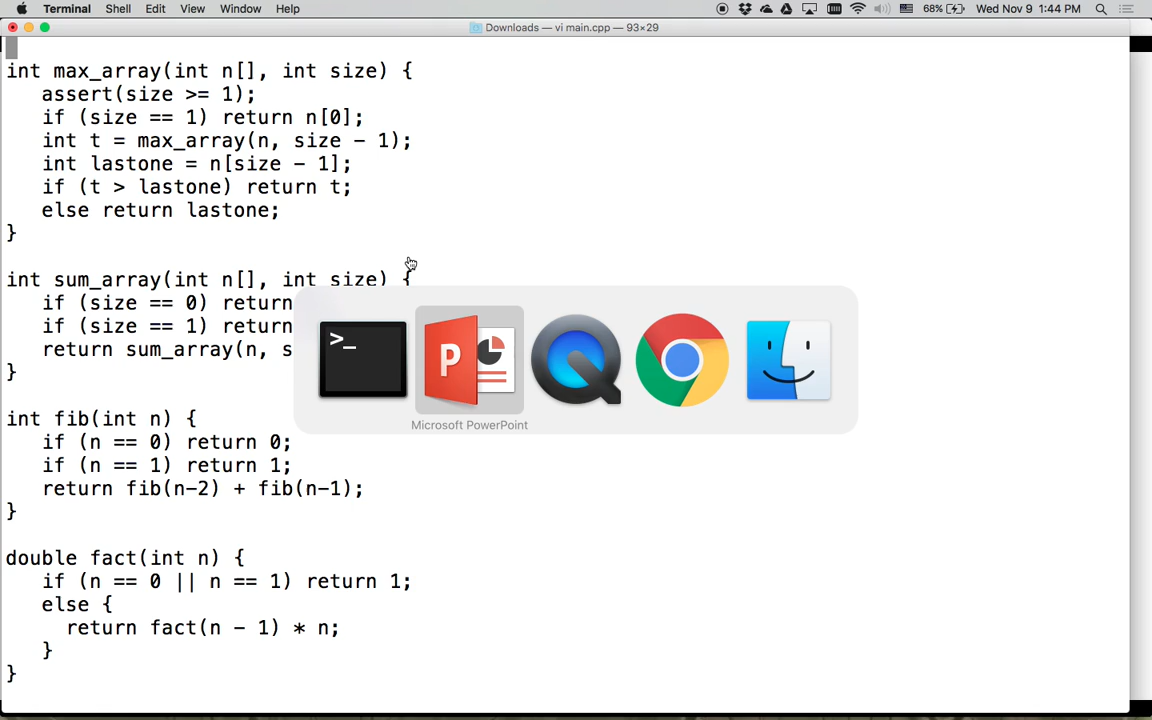 Terminal Shell Edit View Window Help 68% Wed Nov 9 1:44 PM
Downloads — vi main.cpp — 93×29
int max_array(int n[], int size) {
assert(size >= 1);
if (size == 1) return n[0];
int t = max_array(n, size - 1);
int lastone = n[size - 1];
if (t > lastone) return t;
else return lastone;
}
int sum_array(int n[], int size) {
if (size == 0) return
if (size == 1) return
return sum_array(n, s
}
>_
P
Microsoft PowerPoint
int fib(int n) {
if (n == 0) return 0;
if (n == 1) return 1;
return fib(n-2) + fib(n-1);
}
double fact(int n) {
if (n == 0 || n == 1) return 1;
else {
return fact(n - 1) * n;
}
}